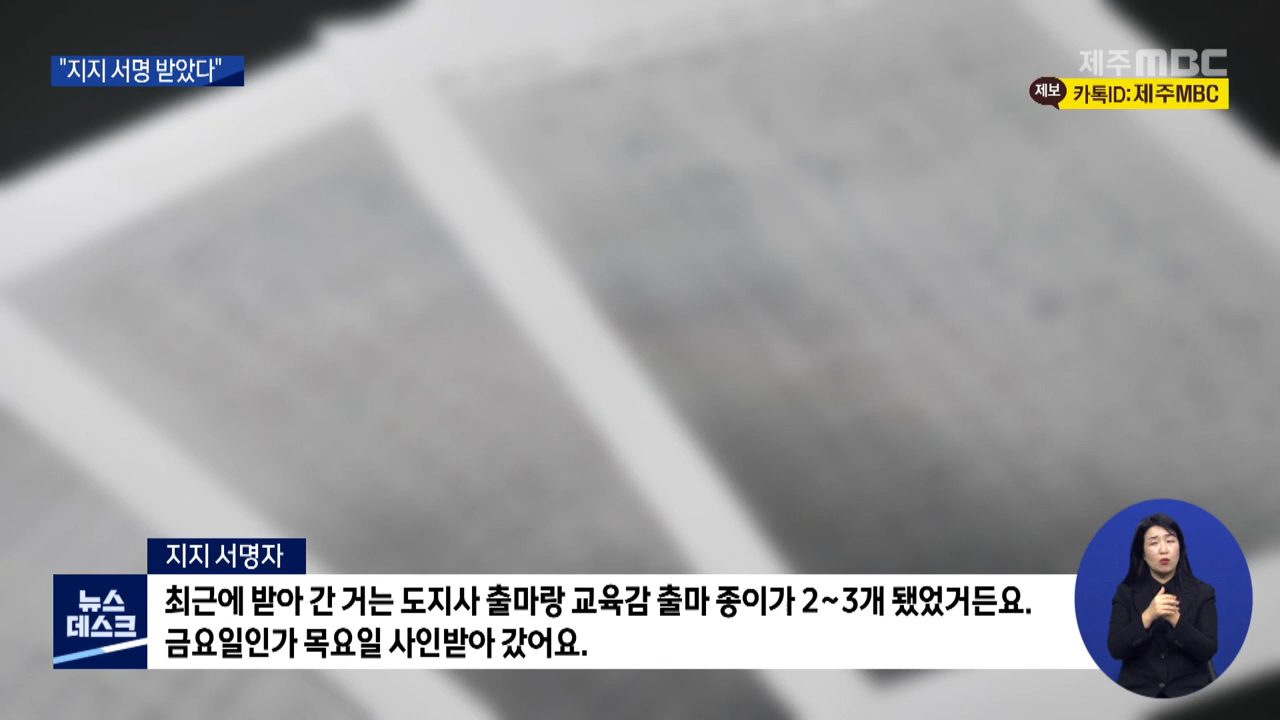 "지지 서명 받았다"
제주MBC
제보 카톡ID:제주MBC
지지 서명자
뉴스
데스크
최근에 받아 간 거는 도지사 출마랑 교육감 출마 종이가 2~3개 됐었거든요.
금요일인가 목요일 사인받아 갔어요.